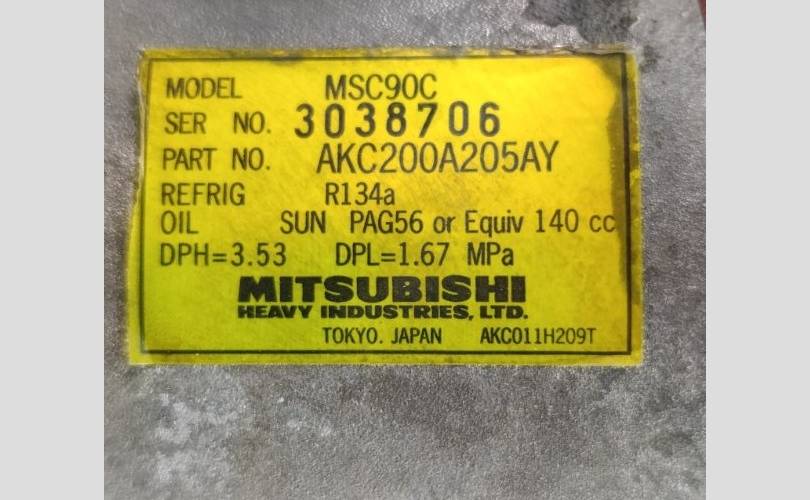 MODEL MSC90C
SER NO. 3038706
PART NO. AKC200A205AY
REFRIG R134a
OIL SUN PAG56 or Equiv 140 cc
DPH=3.53 DPL=1.67 MPa
MITSUBISHI
HEAVY INDUSTRIES, LTD.
TOKYO. JAPAN AKC011H209T